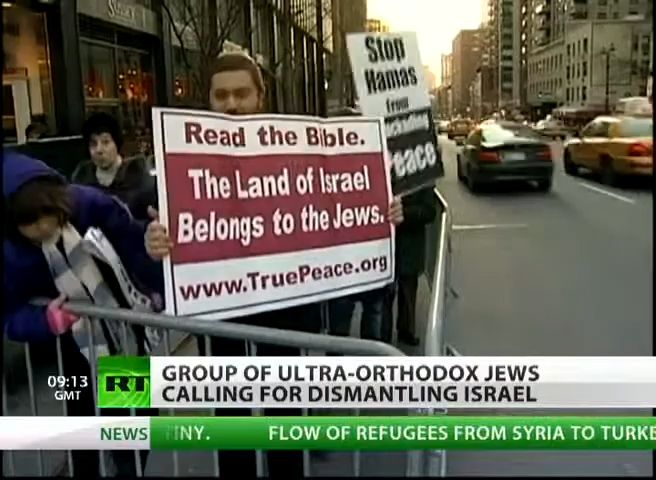 Read the Bible.
The Land of Israel
Belongs to the Jews.
www.TruePeace.org
Stop
Hamas
from
Peace
09:13
GMT
RT
GROUP OF ULTRA-ORTHODOX JEWS
CALLING FOR DISMANTLING ISRAEL
NEWS
INY. FLOW OF REFUGEES FROM SYRIA TO TURKE